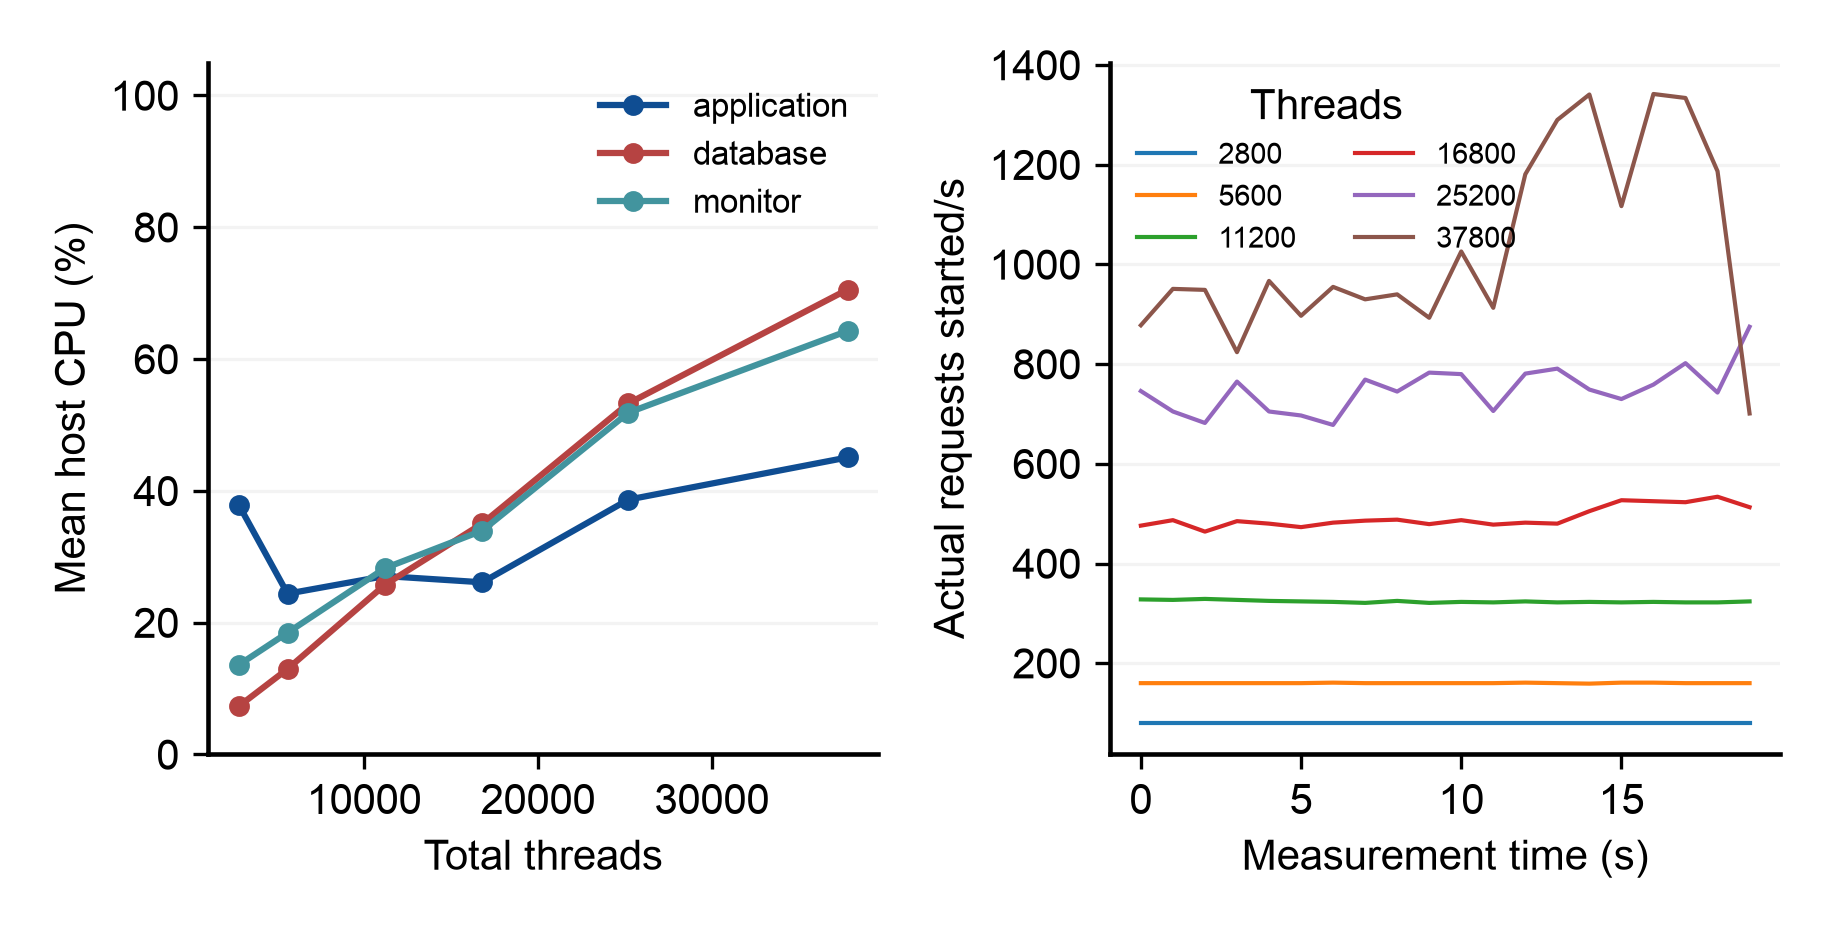 Mean host CPU (%)
100
80
60
40
20
0
application
database
monitor
10000 20000 30000
Total threads
Actual requests started/s
1400
1200
1000
800
600
400
200
Threads
2800 16800
5600 25200
11200 37800
0 5 10 15
Measurement time (s)